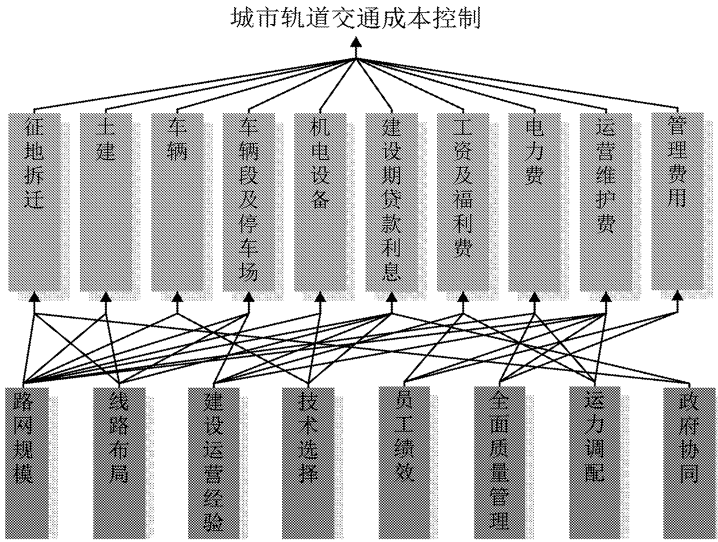 城市轨道交通成本控制
征地拆迁
土建
车辆
车辆段及停车场
机电设备
建设期贷款利息
工资及福利费
电力费
运营维护费
管理费用
路网规模
线路布局
建设运营经验
技术选择
员工绩效
全面质量管理
运力调配
政府协同